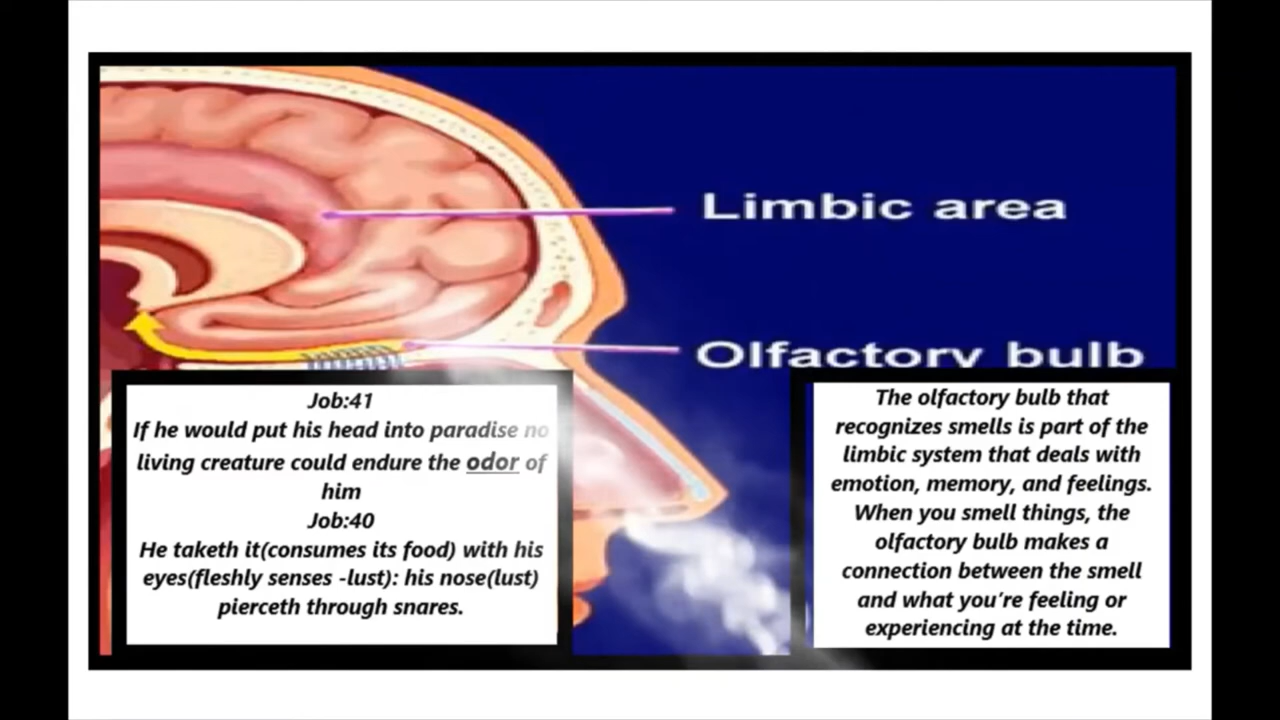 Limbic area
Olfactory bulb
Job:41
If he would put his head into paradise no
living creature could endure the odor of
him
Job:40
He taketh it(consumes its food) with his
eyes(fleshly senses -lust): his nose(lust)
pierceth through snares.
The olfactory bulb that
recognizes smells is part of the
limbic system that deals with
emotion, memory, and feelings.
When you smell things, the
olfactory bulb makes a
connection between the smell
and what you’re feeling or
experiencing at the time.